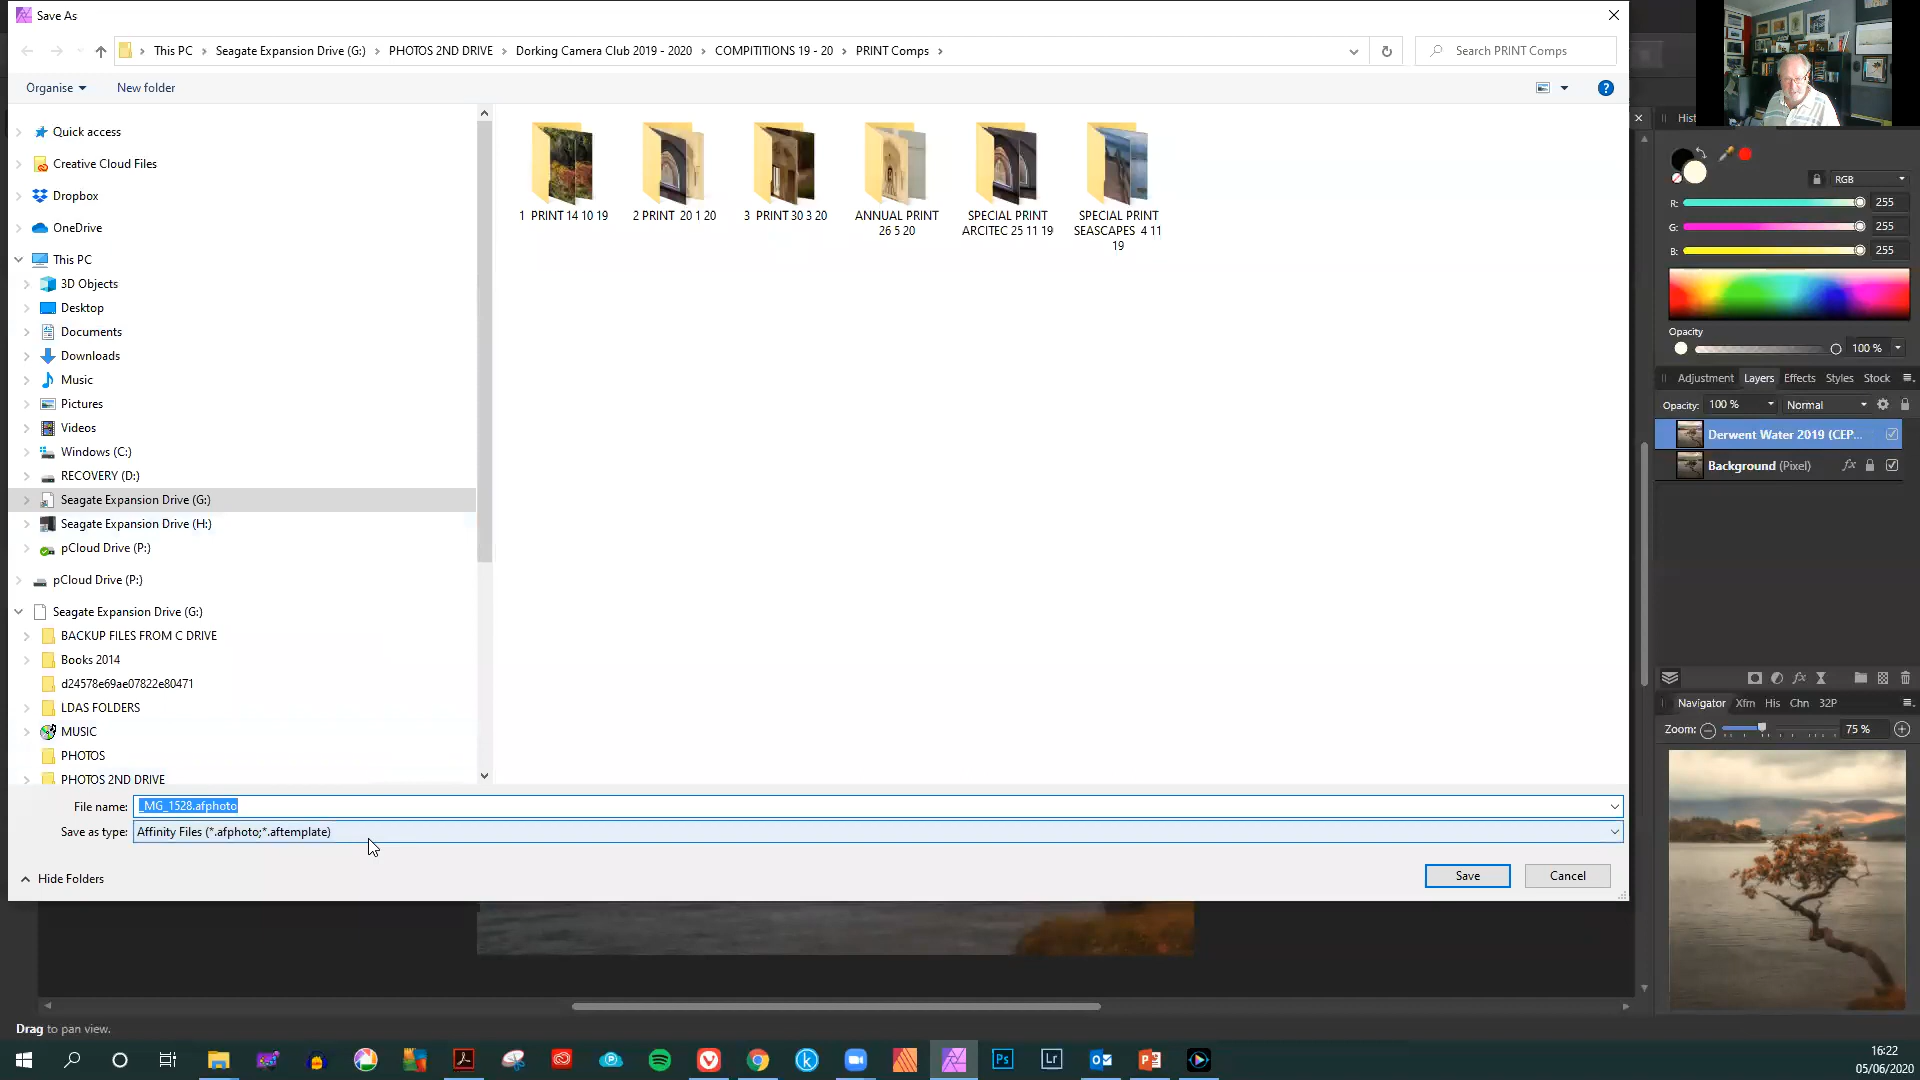 Save As
This PC > Seagate Expansion Drive (G:) > PHOTOS 2ND DRIVE > Dorking Camera Club 2019 - 2020 > COMPITITIONS 19 - 20 > PRINT Comps >
Search PRINT Comps
Organise
New folder
Quick access
Creative Cloud Files
Dropbox
OneDrive
This PC
3D Objects
Desktop
Documents
Downloads
Music
Pictures
Videos
Windows (C:)
RECOVERY (D:)
Seagate Expansion Drive (G:)
Seagate Expansion Drive (H:)
pCloud Drive (P:)
pCloud Drive (P:)
Seagate Expansion Drive (G:)
BACKUP FILES FROM C DRIVE
Books 2014
d24578e69ae07822e80471
LDAS FOLDERS
MUSIC
PHOTOS
PHOTOS 2ND DRIVE
1 PRINT 14 10 19
2 PRINT 20 1 20
3 PRINT 30 3 20
ANNUAL PRINT
26 5 20
SPECIAL PRINT
ARCITEC 25 11 19
SPECIAL PRINT
SEASCAPES 4 11
19
File name:
_MG_1528.afphoto
Save as type:
Affinity Files (*.afphoto;*.aftemplate)
Hide Folders
Save
Cancel
Hist
RGB
R:
255
G:
255
B:
255
Opacity
100 %
Adjustment Layers Effects Styles Stock
Opacity: 100 % Normal
Derwent Water 2019 (CEP...
Background (Pixel) fx
fx
Navigator Xfm His Chn 32P
Zoom: 75 %
Drag to pan view.
Ps
Lr
16:22
05/06/2020